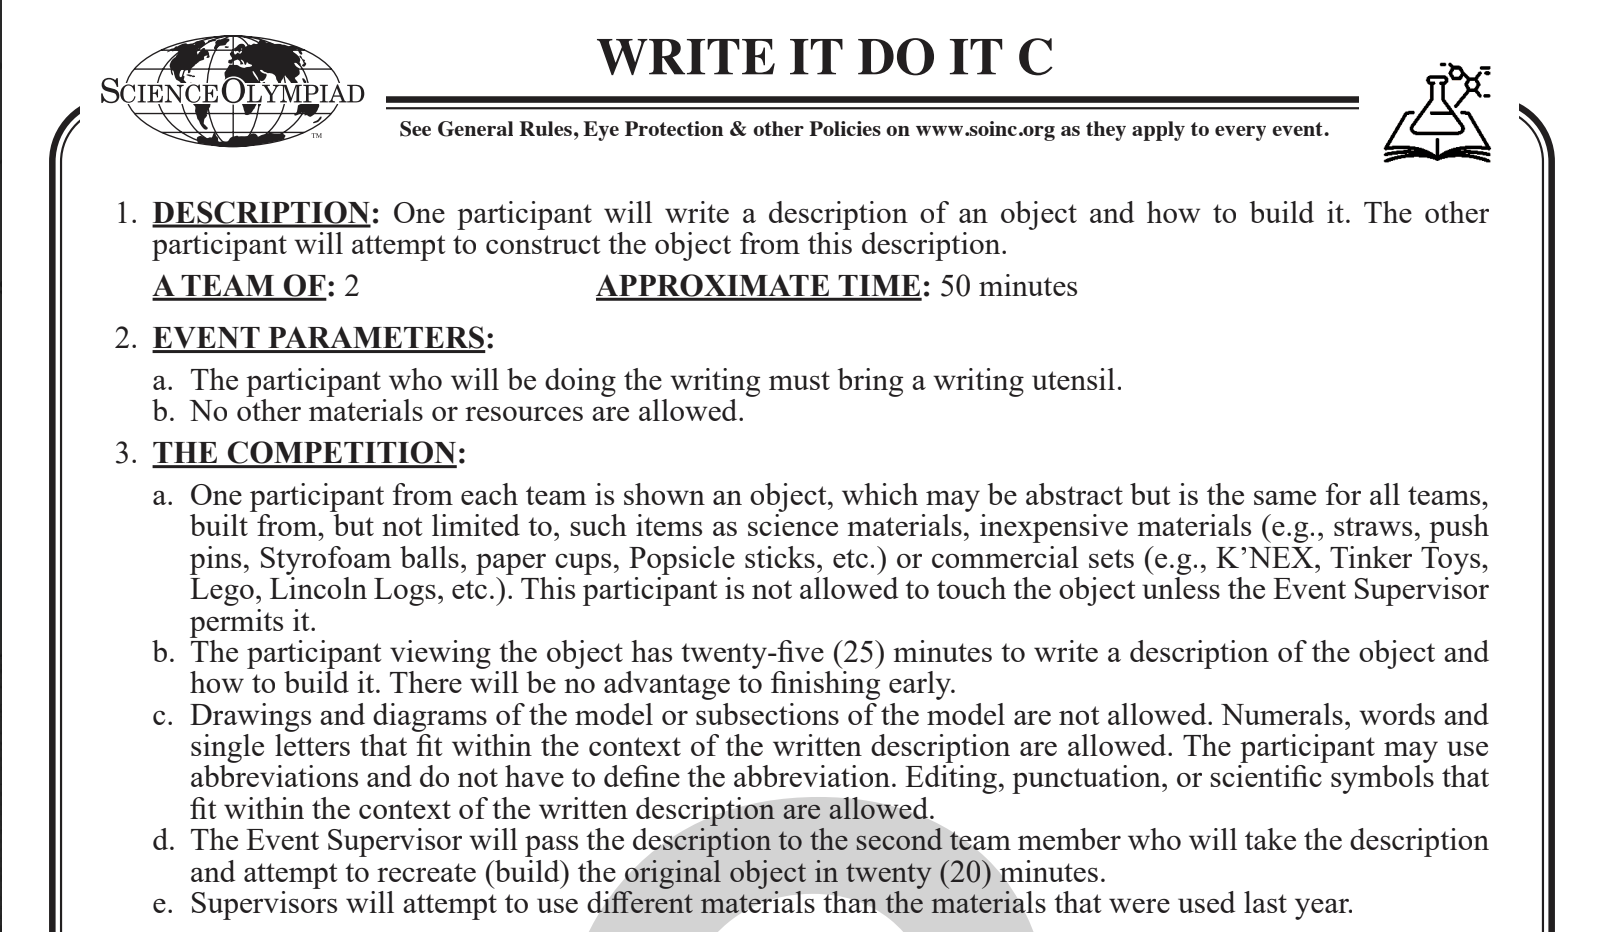 WRITE IT DO IT C
SCIENCE OLYMPIAD
TM
See General Rules, Eye Protection & other Policies on www.soinc.org as they apply to every event.
1. DESCRIPTION: One participant will write a description of an object and how to build it. The other
participant will attempt to construct the object from this description.
A TEAM OF: 2 APPROXIMATE TIME: 50 minutes
2. EVENT PARAMETERS:
a. The participant who will be doing the writing must bring a writing utensil.
b. No other materials or resources are allowed.
3. THE COMPETITION:
a. One participant from each team is shown an object, which may be abstract but is the same for all teams,
built from, but not limited to, such items as science materials, inexpensive materials (e.g., straws, push
pins, Styrofoam balls, paper cups, Popsicle sticks, etc.) or commercial sets (e.g., K’NEX, Tinker Toys,
Lego, Lincoln Logs, etc.). This participant is not allowed to touch the object unless the Event Supervisor
permits it.
b. The participant viewing the object has twenty-five (25) minutes to write a description of the object and
how to build it. There will be no advantage to finishing early.
c. Drawings and diagrams of the model or subsections of the model are not allowed. Numerals, words and
single letters that fit within the context of the written description are allowed. The participant may use
abbreviations and do not have to define the abbreviation. Editing, punctuation, or scientific symbols that
fit within the context of the written description are allowed.
d. The Event Supervisor will pass the description to the second team member who will take the description
and attempt to recreate (build) the original object in twenty (20) minutes.
e. Supervisors will attempt to use different materials than the materials that were used last year.